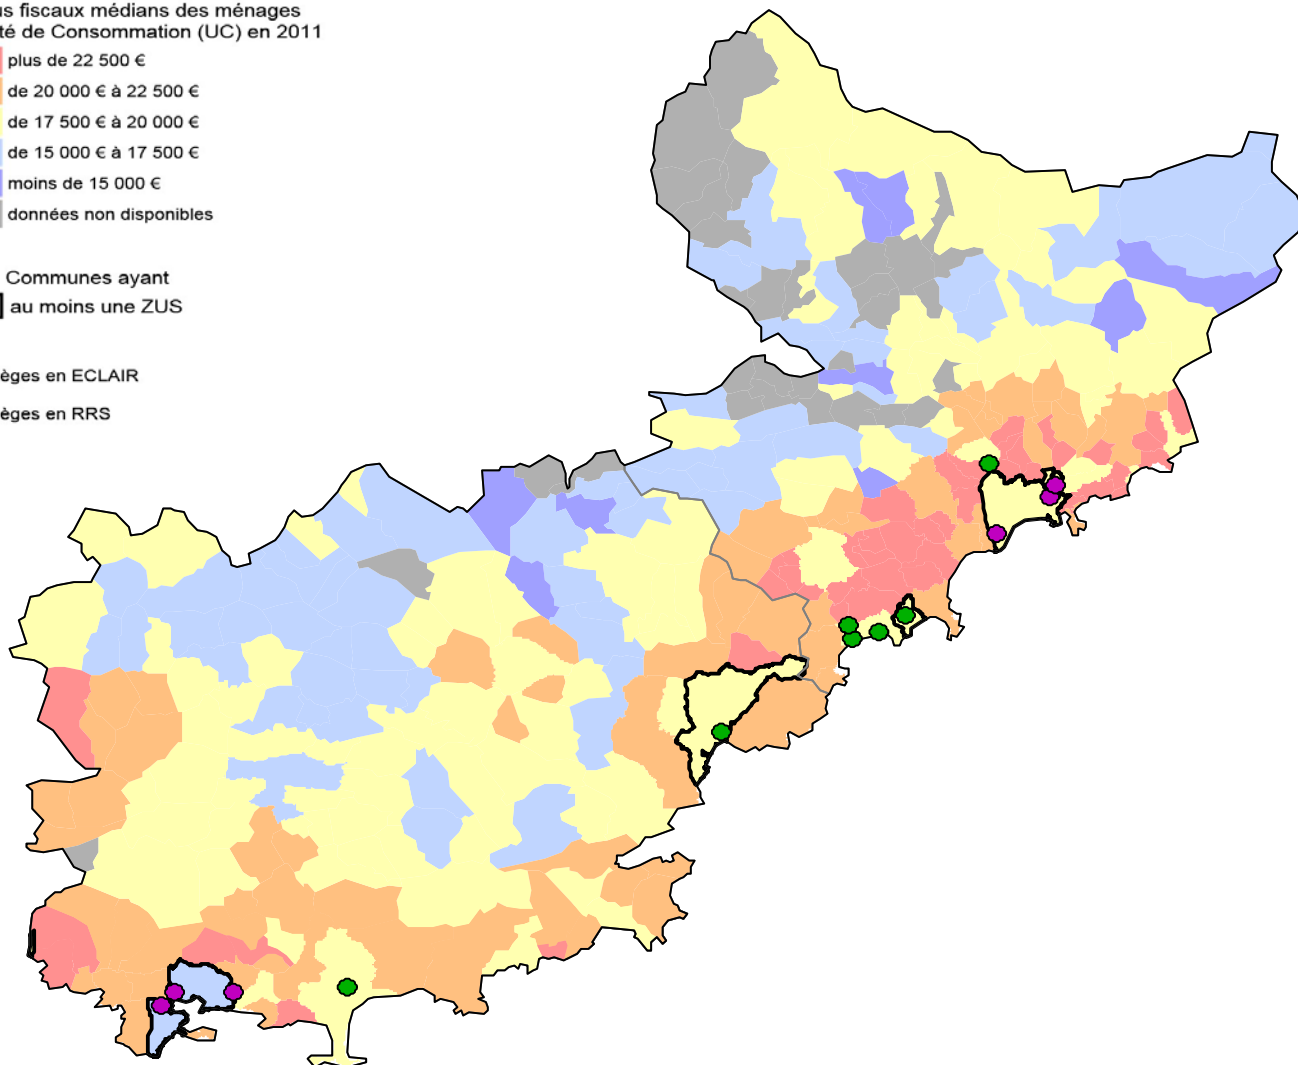 us fiscaux médians des ménages
té de Consommation (UC) en 2011
plus de 22 500 €
de 20 000 € à 22 500 €
de 17 500 € à 20 000 €
de 15 000 € à 17 500 €
moins de 15 000 €
données non disponibles
Communes ayant
au moins une ZUS
èges en ECLAIR
èges en RRS